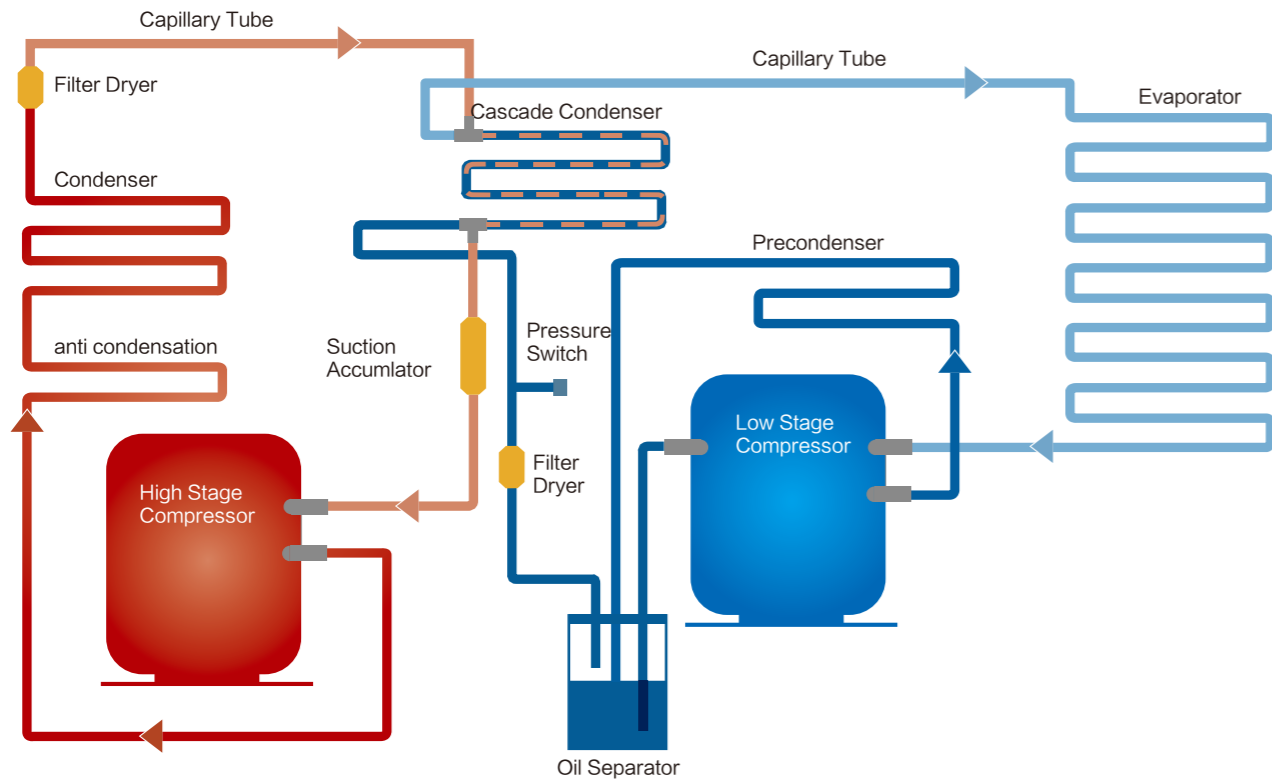 Capillary Tube
Filter Dryer
Capillary Tube
Evaporator
Cascade Condenser
Condenser
Precondenser
anti condensation
Suction
Accumlator
Pressure
Switch
Low Stage
Compressor
Filter
Dryer
High Stage
Compressor
Oil Separator